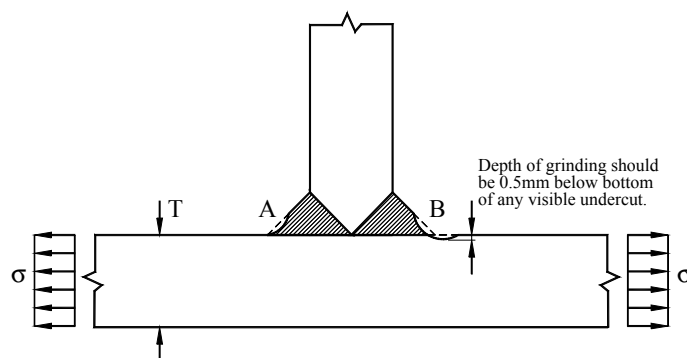 Depth of grinding should
be 0.5mm below bottom
of any visible undercut.
A
B
T
σ
σ